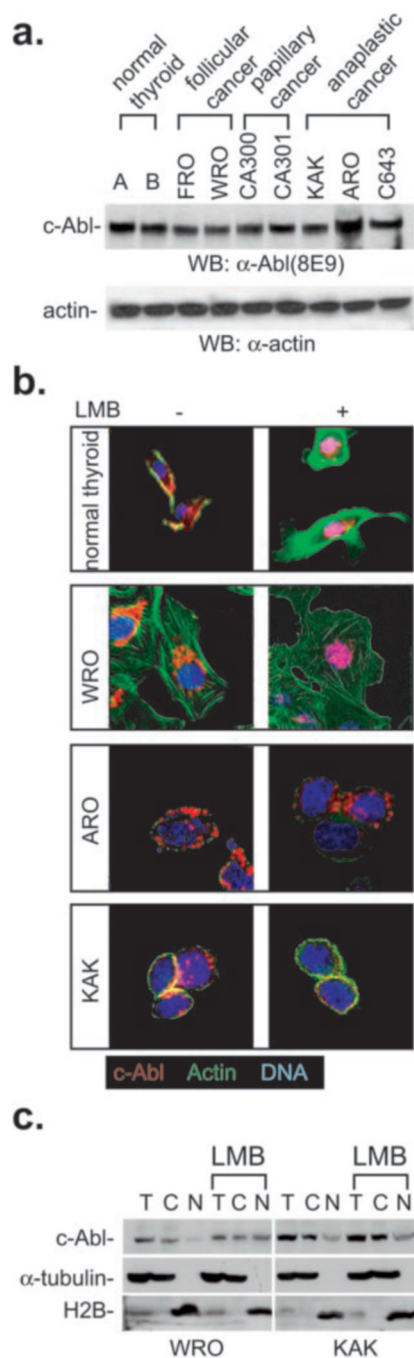 a.
normal thyroid
follicular cancer
papillary cancer
anaplastic cancer
A B FRO WRO CA300 CA301 KAK ARO C643
c-Abl-
WB: α-Abl(8E9)
actin-
WB: α-actin
b.
LMB - +
normal thyroid
WRO
ARO
KAK
c-Abl Actin DNA
c.
LMB LMB
T C N T C N T C N T C N
c-Abl-
α-tubulin-
H2B-
WRO KAK